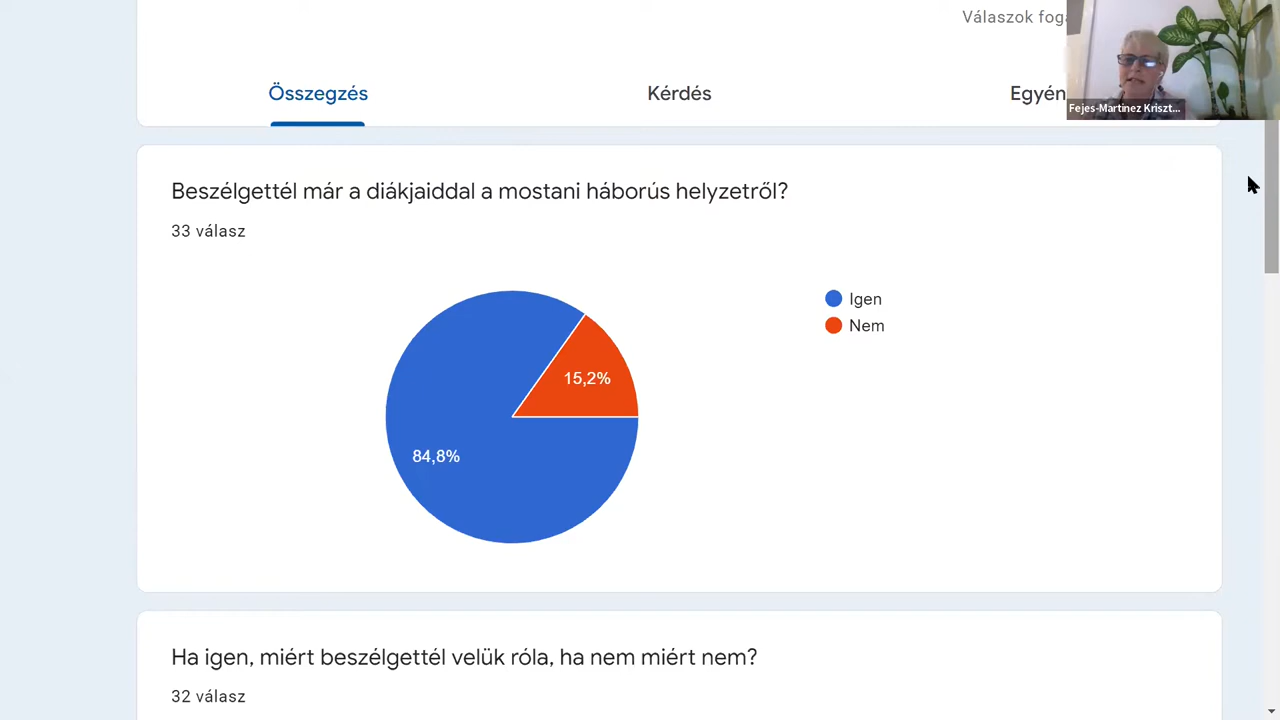 Válaszok fog
Összegzés
Kérdés
Egyén
Fejes-Martinez Kriszt...
Beszélgettél már a diákjaiddal a mostani háborús helyzetről?
33 válasz
Igen
Nem
15,2%
84,8%
Ha igen, miért beszélgettél velük róla, ha nem miért nem?
32 válasz